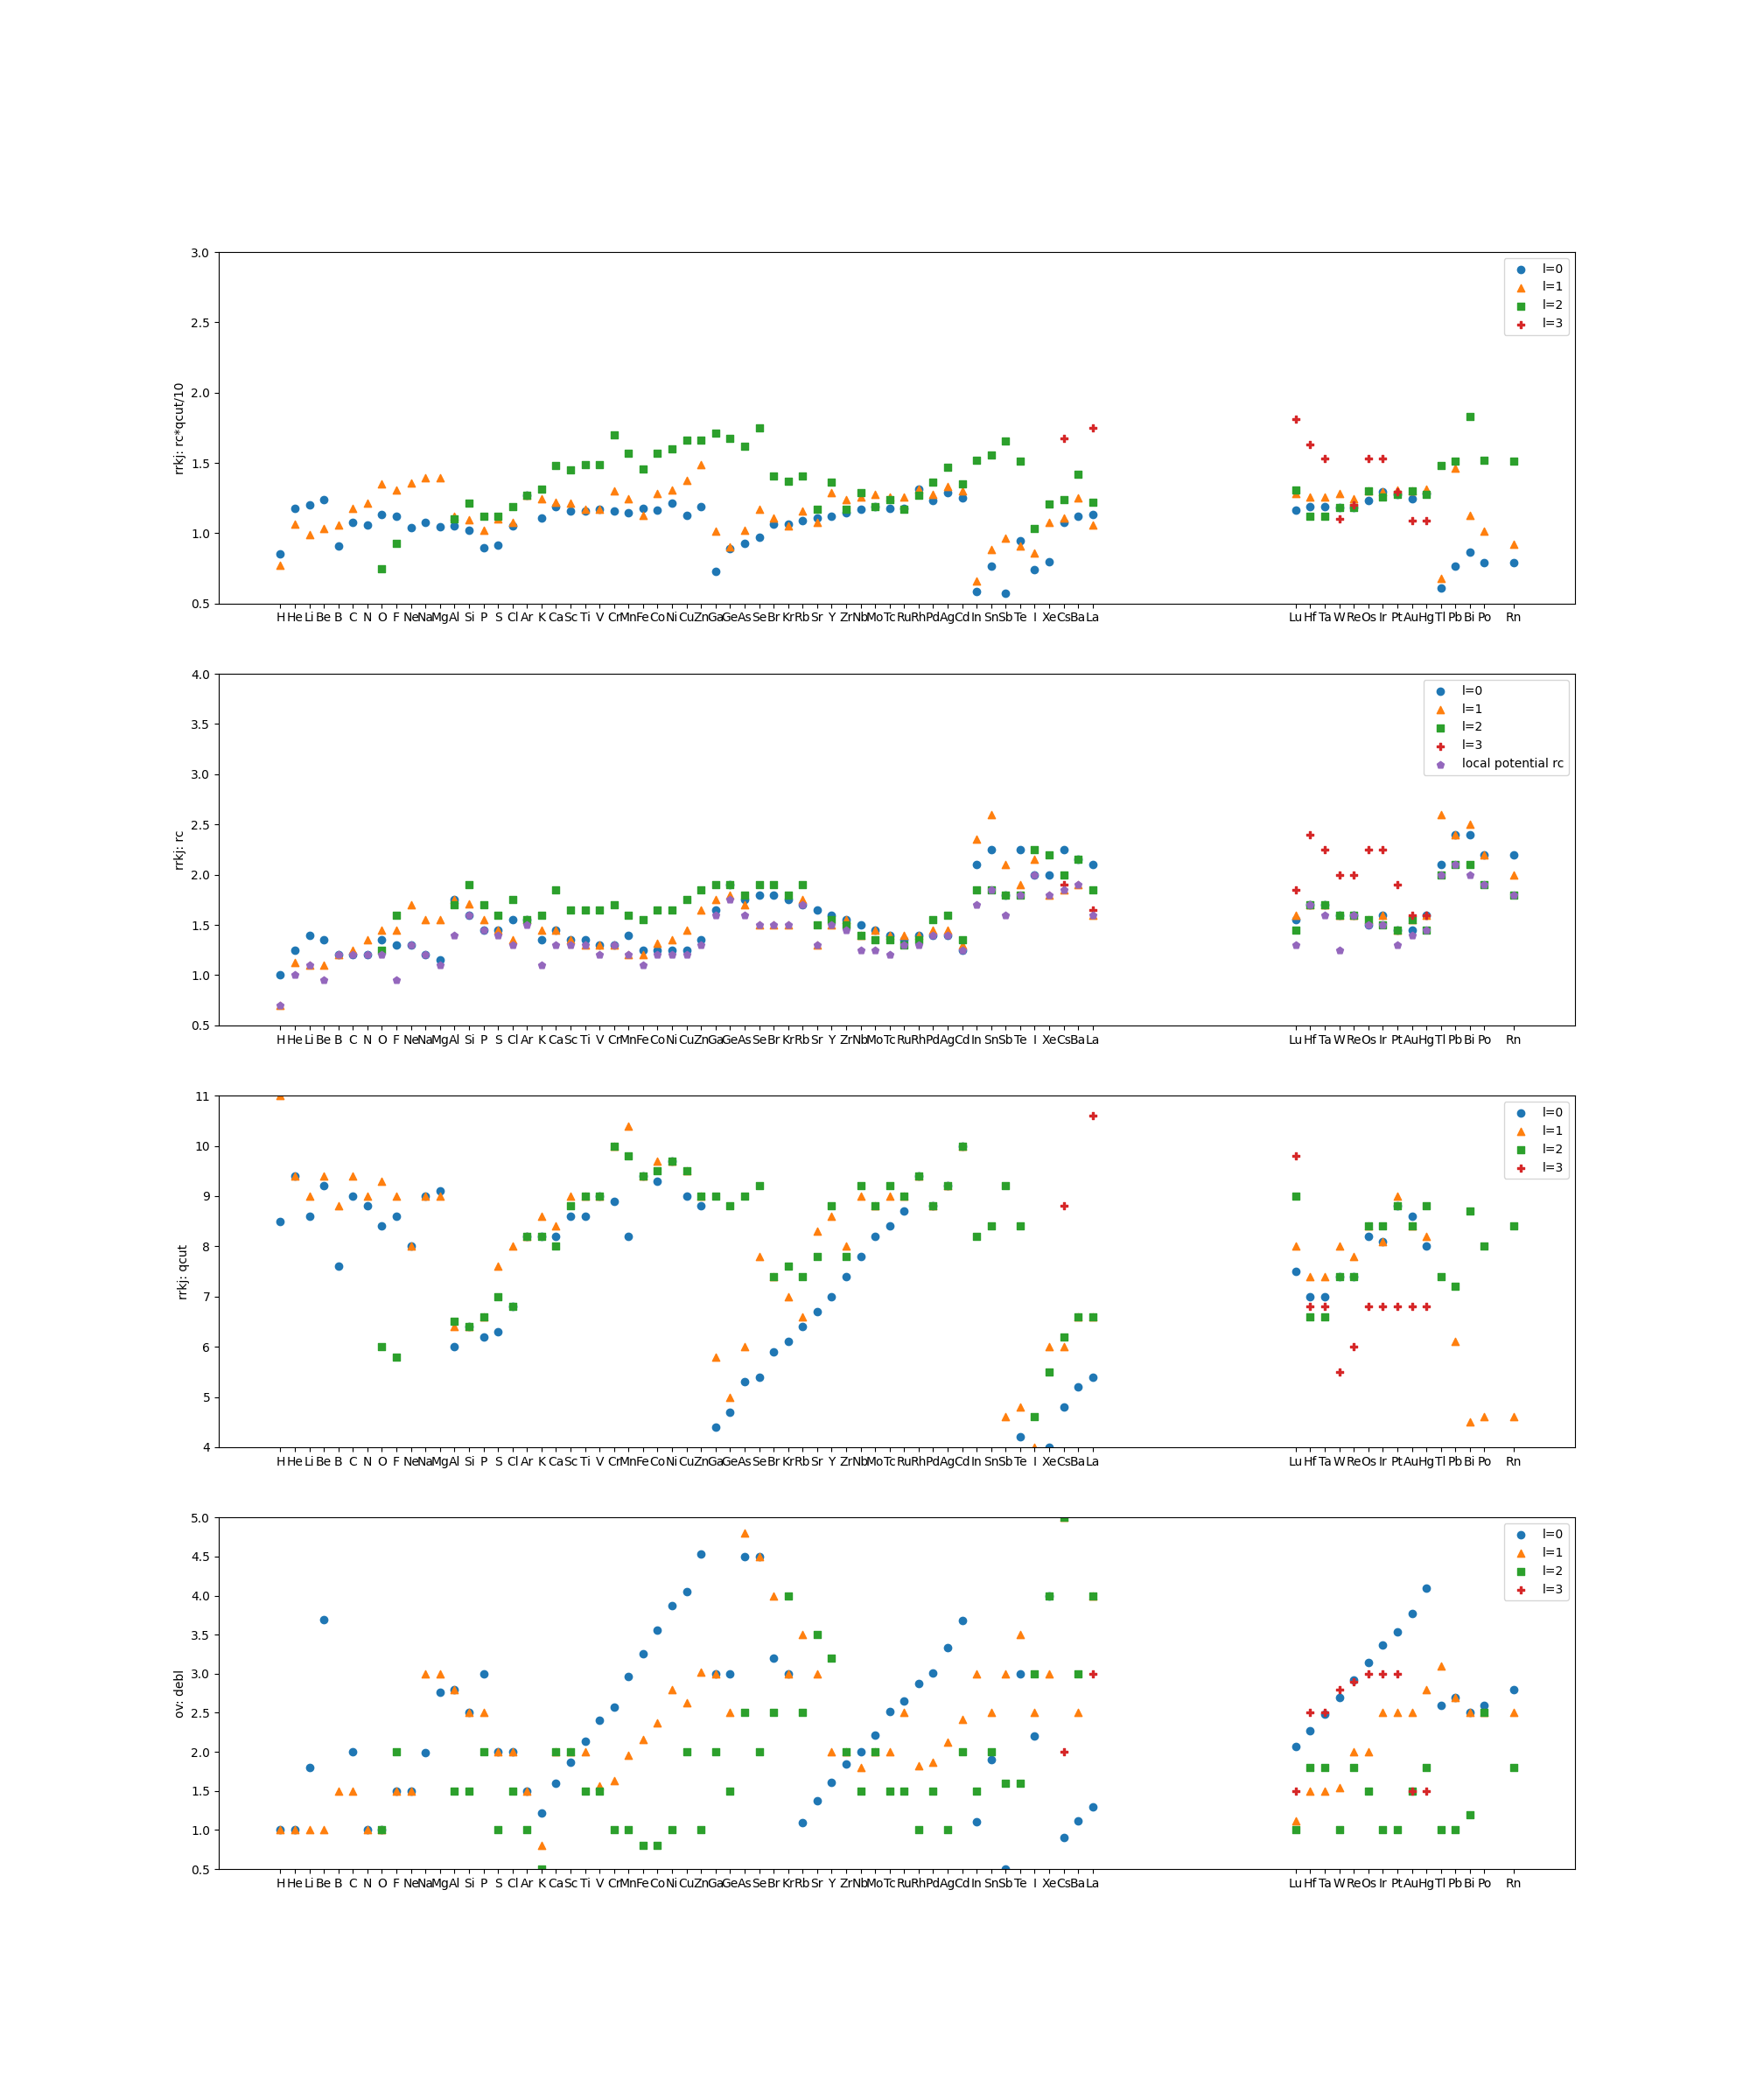 3.0
l=0
l=1
l=2
l=3
2.5
2.0
rrkj: rc*qcut/10
1.5
1.0
0.5
H He Li Be B C N O F Ne Na Mg Al Si P S Cl Ar K Ca Sc Ti V Cr Mn Fe Co Ni Cu Zn Ga Ge As Se Br Kr Rb Sr Y Zr Nb Mo Tc Ru Rh Pd Ag Cd In Sn Sb Te I Xe Cs Ba La Lu Hf Ta W Re Os Ir Pt Au Hg Tl Pb Bi Po Rn
4.0
l=0
l=1
l=2
l=3
local potential rc
3.5
3.0
2.5
rrkj: rc
2.0
1.5
1.0
0.5
H He Li Be B C N O F Ne Na Mg Al Si P S Cl Ar K Ca Sc Ti V Cr Mn Fe Co Ni Cu Zn Ga Ge As Se Br Kr Rb Sr Y Zr Nb Mo Tc Ru Rh Pd Ag Cd In Sn Sb Te I Xe Cs Ba La Lu Hf Ta W Re Os Ir Pt Au Hg Tl Pb Bi Po Rn
11
l=0
l=1
l=2
l=3
10
9
8
rrkj: qcut
7
6
5
4
H He Li Be B C N O F Ne Na Mg Al Si P S Cl Ar K Ca Sc Ti V Cr Mn Fe Co Ni Cu Zn Ga Ge As Se Br Kr Rb Sr Y Zr Nb Mo Tc Ru Rh Pd Ag Cd In Sn Sb Te I Xe Cs Ba La Lu Hf Ta W Re Os Ir Pt Au Hg Tl Pb Bi Po Rn
5.0
l=0
l=1
l=2
l=3
4.5
4.0
3.5
3.0
ov: debl
2.5
2.0
1.5
1.0
0.5
H He Li Be B C N O F Ne Na Mg Al Si P S Cl Ar K Ca Sc Ti V Cr Mn Fe Co Ni Cu Zn Ga Ge As Se Br Kr Rb Sr Y Zr Nb Mo Tc Ru Rh Pd Ag Cd In Sn Sb Te I Xe Cs Ba La Lu Hf Ta W Re Os Ir Pt Au Hg Tl Pb Bi Po Rn